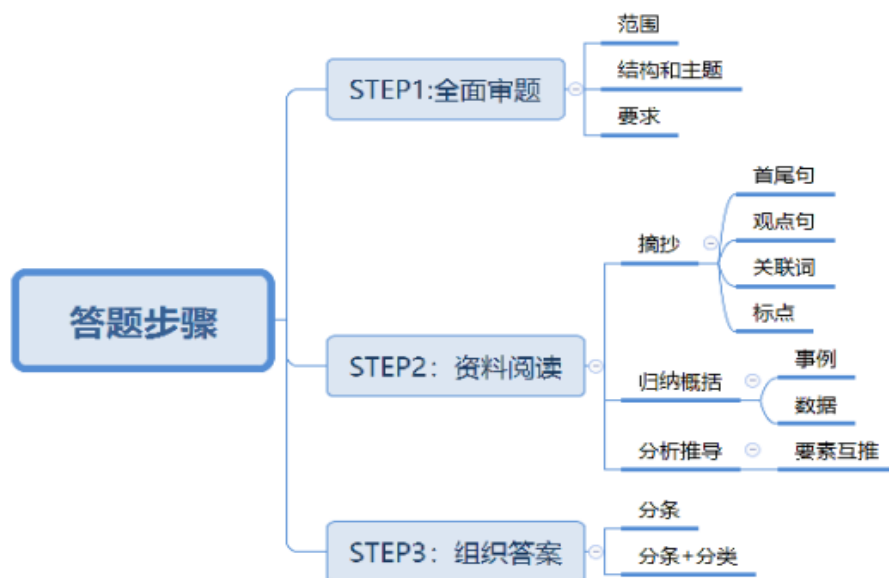 答题步骤
STEP1:全面审题
范围
结构和主题
要求
STEP2：资料阅读
摘抄
首尾句
观点句
关联词
标点
归纳概括
事例
数据
分析推导
要素互推
STEP3：组织答案
分条
分条+分类